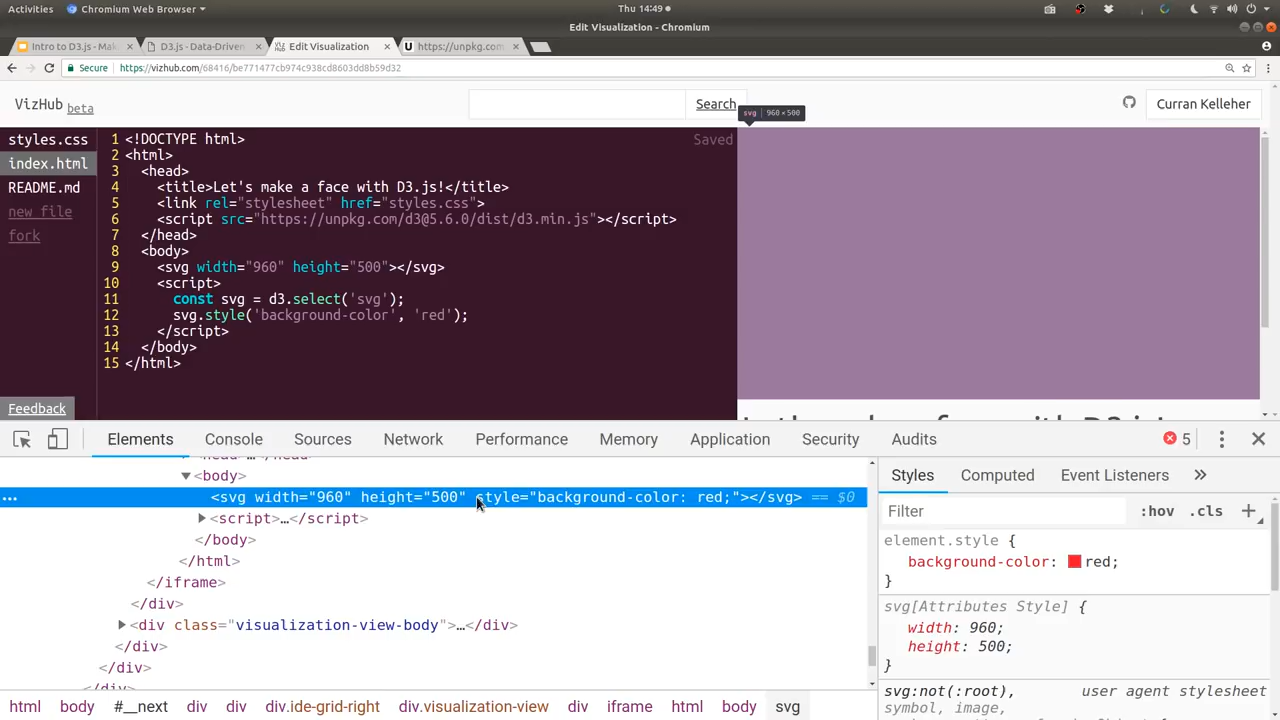 Activities Chromium Web Browser Thu 14:49
Edit Visualization - Chromium
Intro to D3.js - Mak × D3.js - Data-Driven × Edit Visualization × https://unpkg.com ×
Secure https://vizhub.com/68416/be771477cb974c938cd8603dd8b59d32
VizHub beta Search Curran Kelleher
svg 960 × 500
styles.css
index.html
README.md
new file
fork
Feedback
Saved
1 <!DOCTYPE html>
2 <html>
3 <head>
4 <title>Let's make a face with D3.js!</title>
5 <link rel="stylesheet" href="styles.css">
6 <script src="https://unpkg.com/d3@5.6.0/dist/d3.min.js"></script>
7 </head>
8 <body>
9 <svg width="960" height="500"></svg>
10 <script>
11 const svg = d3.select('svg');
12 svg.style('background-color', 'red');
13 </script>
14 </body>
15 </html>
Elements Console Sources Network Performance Memory Application Security Audits 5
<body>
<svg width="960" height="500" style="background-color: red;"></svg> == $0
<script>…</script>
</body>
</html>
</iframe>
</div>
<div class="visualization-view-body">…</div>
</div>
</div>
html body #__next div div div.ide-grid-right div.visualization-view div iframe html body svg
Styles Computed Event Listeners »
Filter :hov .cls +
element.style {
background-color: red;
}
svg[Attributes Style] {
width: 960;
height: 500;
}
svg:not(:root), user agent stylesheet
symbol, image,